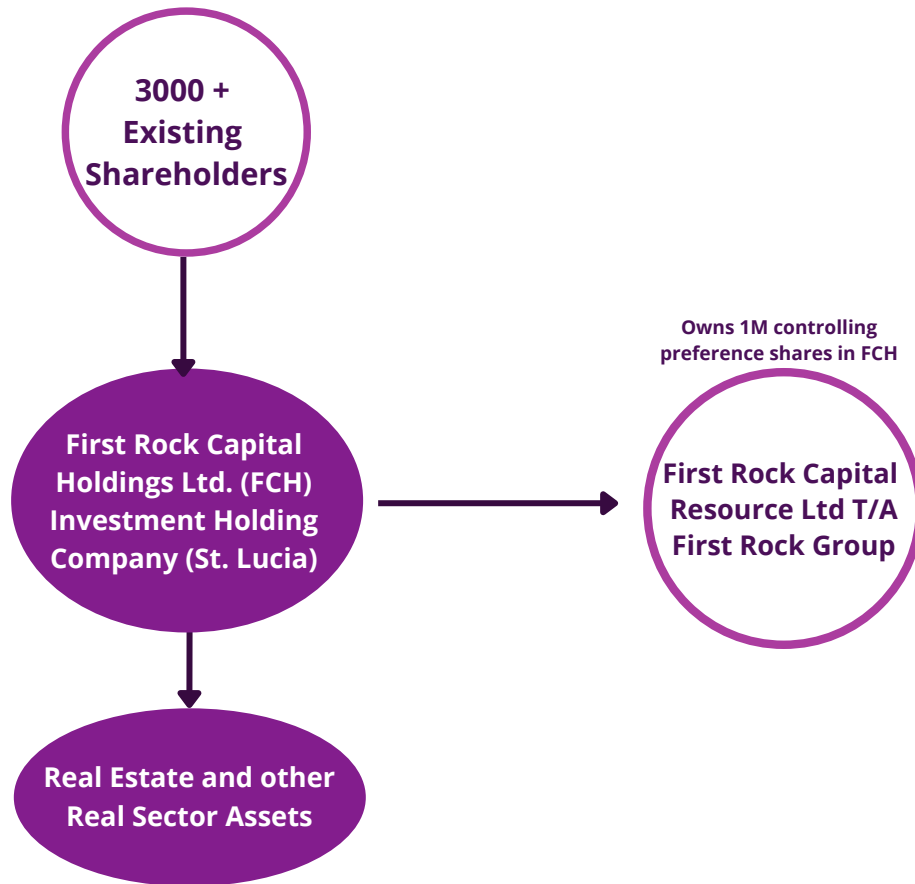 3000 +
Existing
Shareholders
Owns 1M controlling
preference shares in FCH
First Rock Capital
Holdings Ltd. (FCH)
Investment Holding
Company (St. Lucia)
First Rock Capital
Resource Ltd T/A
First Rock Group
Real Estate and other
Real Sector Assets